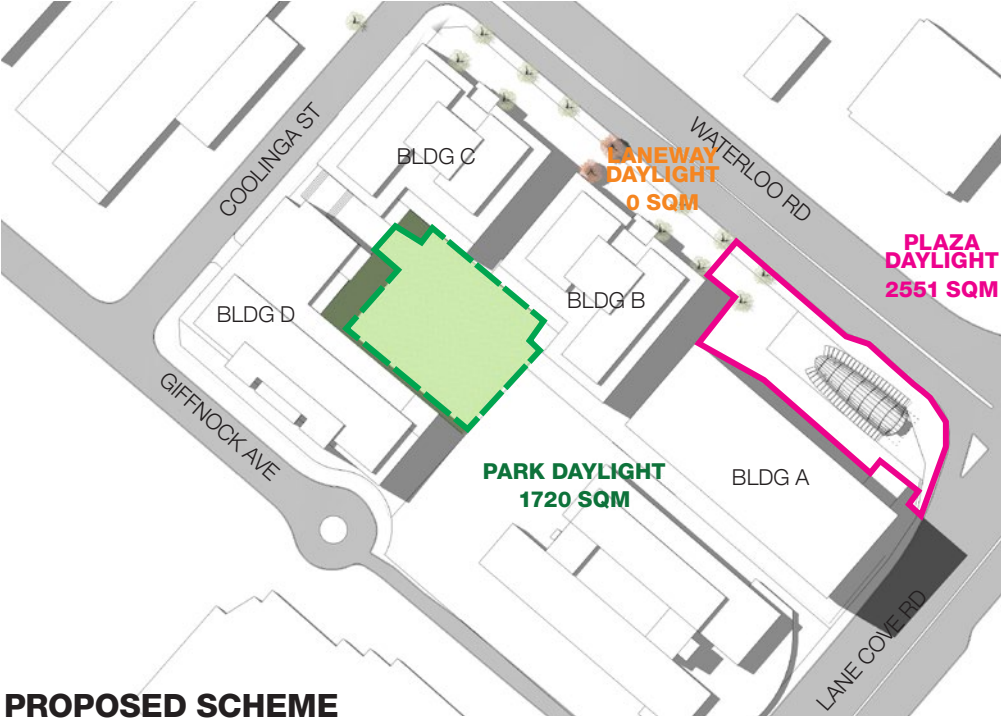 COOLINGA ST
WATERLOO RD
BLDG C
LANEWAY
DAYLIGHT
0 SQM
PLAZA
DAYLIGHT
2551 SQM
BLDG B
BLDG D
GIFFNOCK AVE
PARK DAYLIGHT
1720 SQM
BLDG A
LANE COVE RD
PROPOSED SCHEME